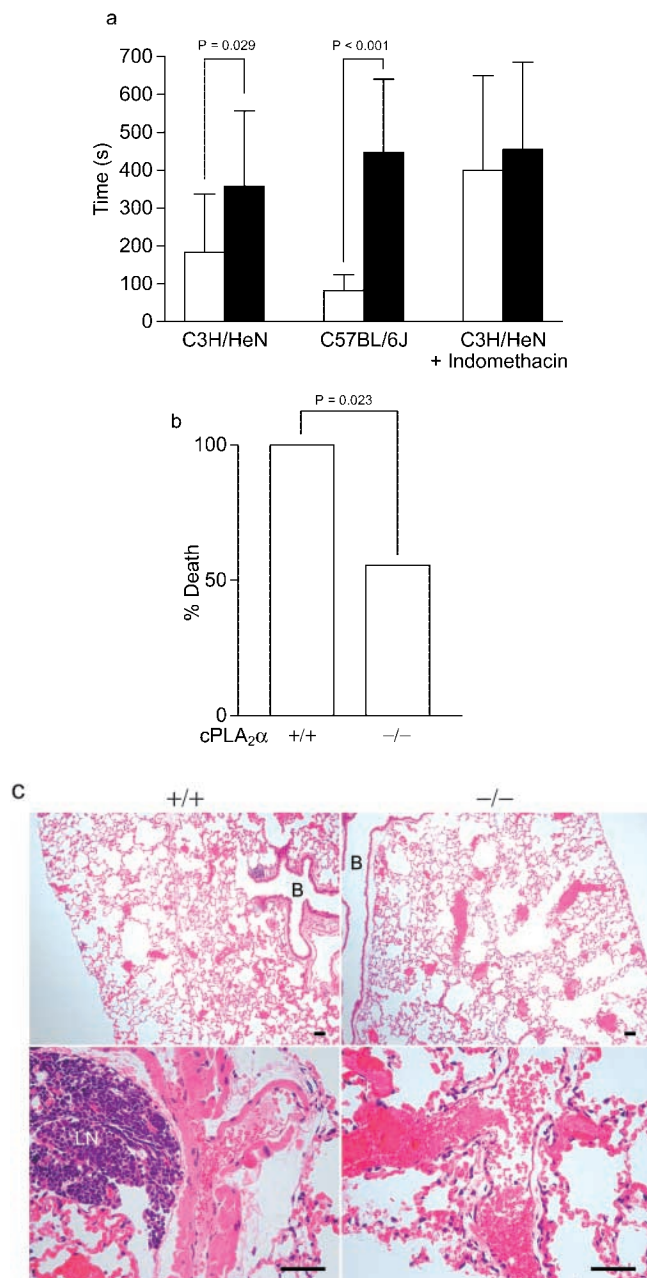 a
P = 0.029
P < 0.001
700
600
500
400
300
200
100
0
Time (s)
C3H/HeN
C57BL/6J
C3H/HeN
+ Indomethacin
b
P = 0.023
100
50
0
% Death
cPLA₂α +/+ −/−
c
+/+ −/−
B
B
LN